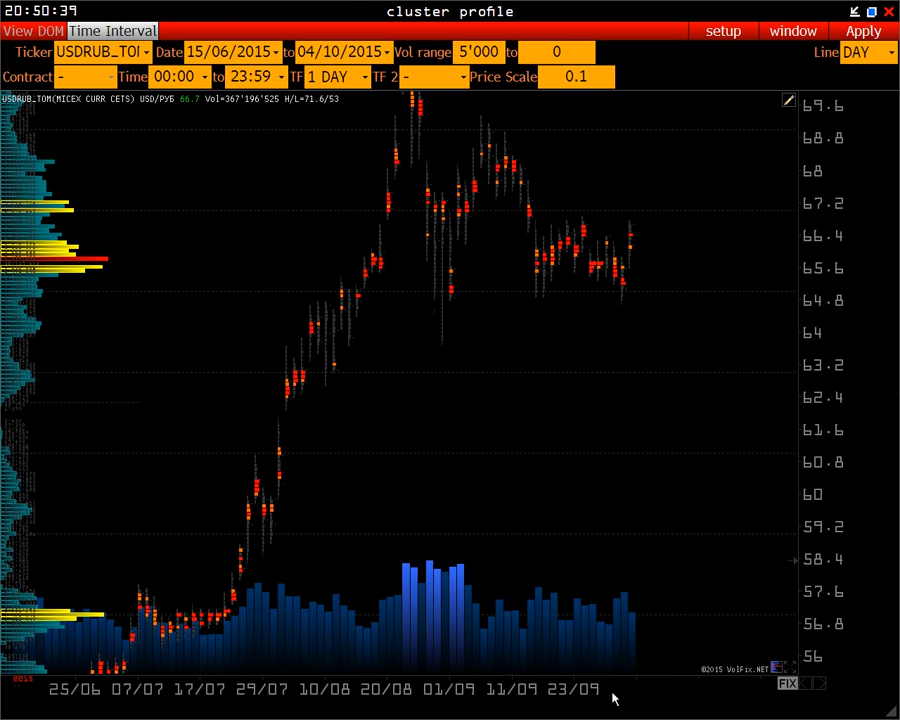 20:50:39 cluster profile
View DOM Time Interval setup window Apply
Ticker USDRUB_TOI Date 15/06/2015 to 04/10/2015 Vol range 5'000 to 0 Line DAY
Contract - Time 00:00 to 23:59 TF 1 DAY TF 2 - Price Scale 0.1
USDRUB_TOM(MICEX CURR CETS) USD/РУБ 66.7 Vol=367'196'525 H/L=71.6/53
69.6
68.8
68
67.2
66.4
65.6
64.8
64
63.2
62.4
61.6
60.8
60
59.2
58.4
57.6
56.8
56
©2015 VolFix.NET
2015
25/06 07/07 17/07 29/07 10/08 20/08 01/09 11/09 23/09
FIX